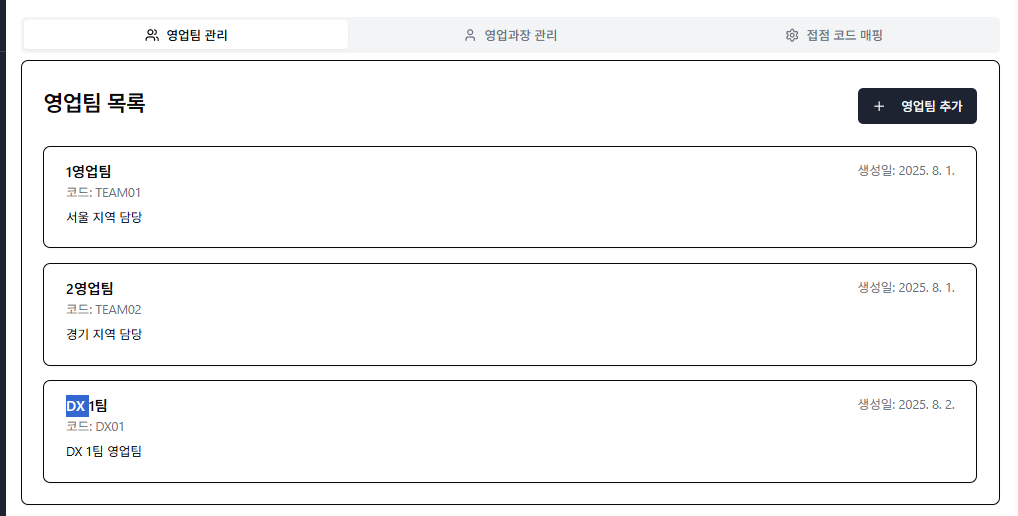 영업팀 관리
영업과장 관리
접점 코드 매핑
영업팀 목록
+ 영업팀 추가
1영업팀
생성일: 2025. 8. 1.
코드: TEAM01
서울 지역 담당
2영업팀
생성일: 2025. 8. 1.
코드: TEAM02
경기 지역 담당
DX 1팀
생성일: 2025. 8. 2.
코드: DX01
DX 1팀 영업팀